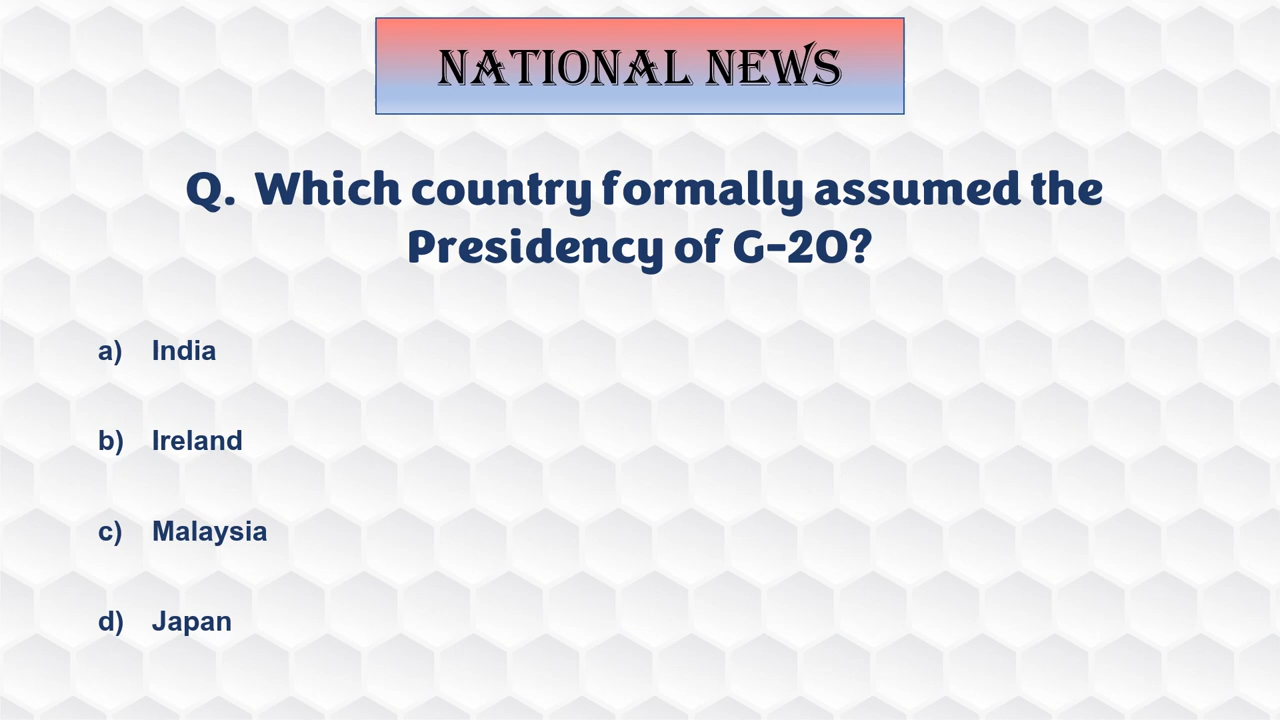 NATIONAL NEWS
Q. Which country formally assumed the
Presidency of G-20?
a) India
b) Ireland
c) Malaysia
d) Japan